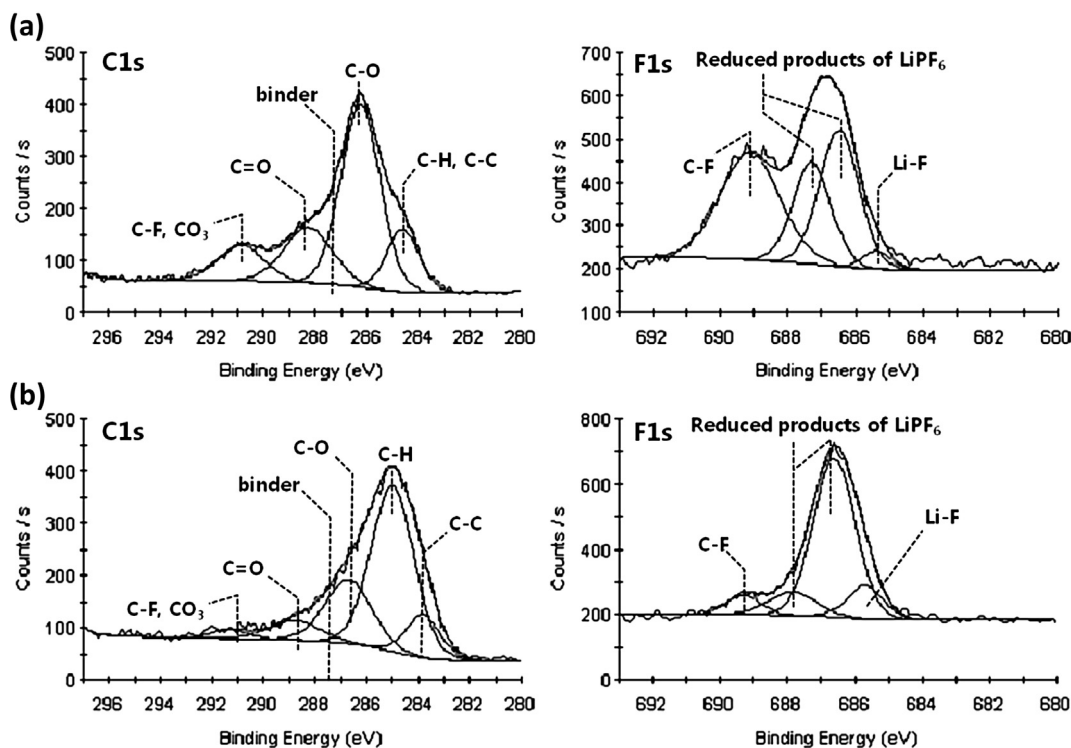 (a)
C1s
500
400
300
200
100
0
Counts / s
C-F, CO3
C=O
binder
C-O
C-H, C-C
296 294 292 290 288 286 284 282 280
Binding Energy (eV)
F1s
700
600
500
400
300
200
100
Counts / s
Reduced products of LiPF6
C-F
Li-F
692 690 688 686 684 682 680
Binding Energy (eV)
(b)
C1s
500
400
300
200
100
0
Counts / s
C-F, CO3
C=O
binder
C-O
C-H
C-C
296 294 292 290 288 286 284 282 280
Binding Energy (eV)
F1s
800
600
400
200
0
Counts / s
Reduced products of LiPF6
C-F
Li-F
692 690 688 686 684 682 680
Binding Energy (eV)